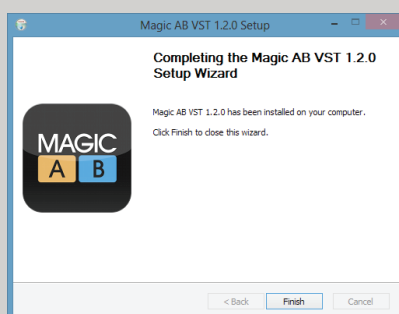 Magic AB VST 1.2.0 Setup
Completing the Magic AB VST 1.2.0
Setup Wizard
Magic AB VST 1.2.0 has been installed on your computer.
Click Finish to close this wizard.
MAGIC
A B
< Back Finish Cancel